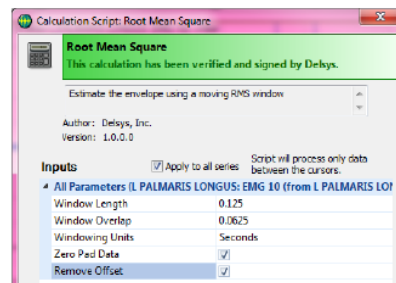 Calculation Script: Root Mean Square
Root Mean Square
This calculation has been verified and signed by Delsys.
Estimate the envelope using a moving RMS window
Author: Delsys, Inc.
Version: 1.0.0.0
Inputs
Apply to all series
Script will process only data
between the cursors.
All Parameters (L PALMARIS LONGUS: EMG 10 (from L PALMARIS LON
Window Length 0.125
Window Overlap 0.0625
Windowing Units Seconds
Zero Pad Data
Remove Offset